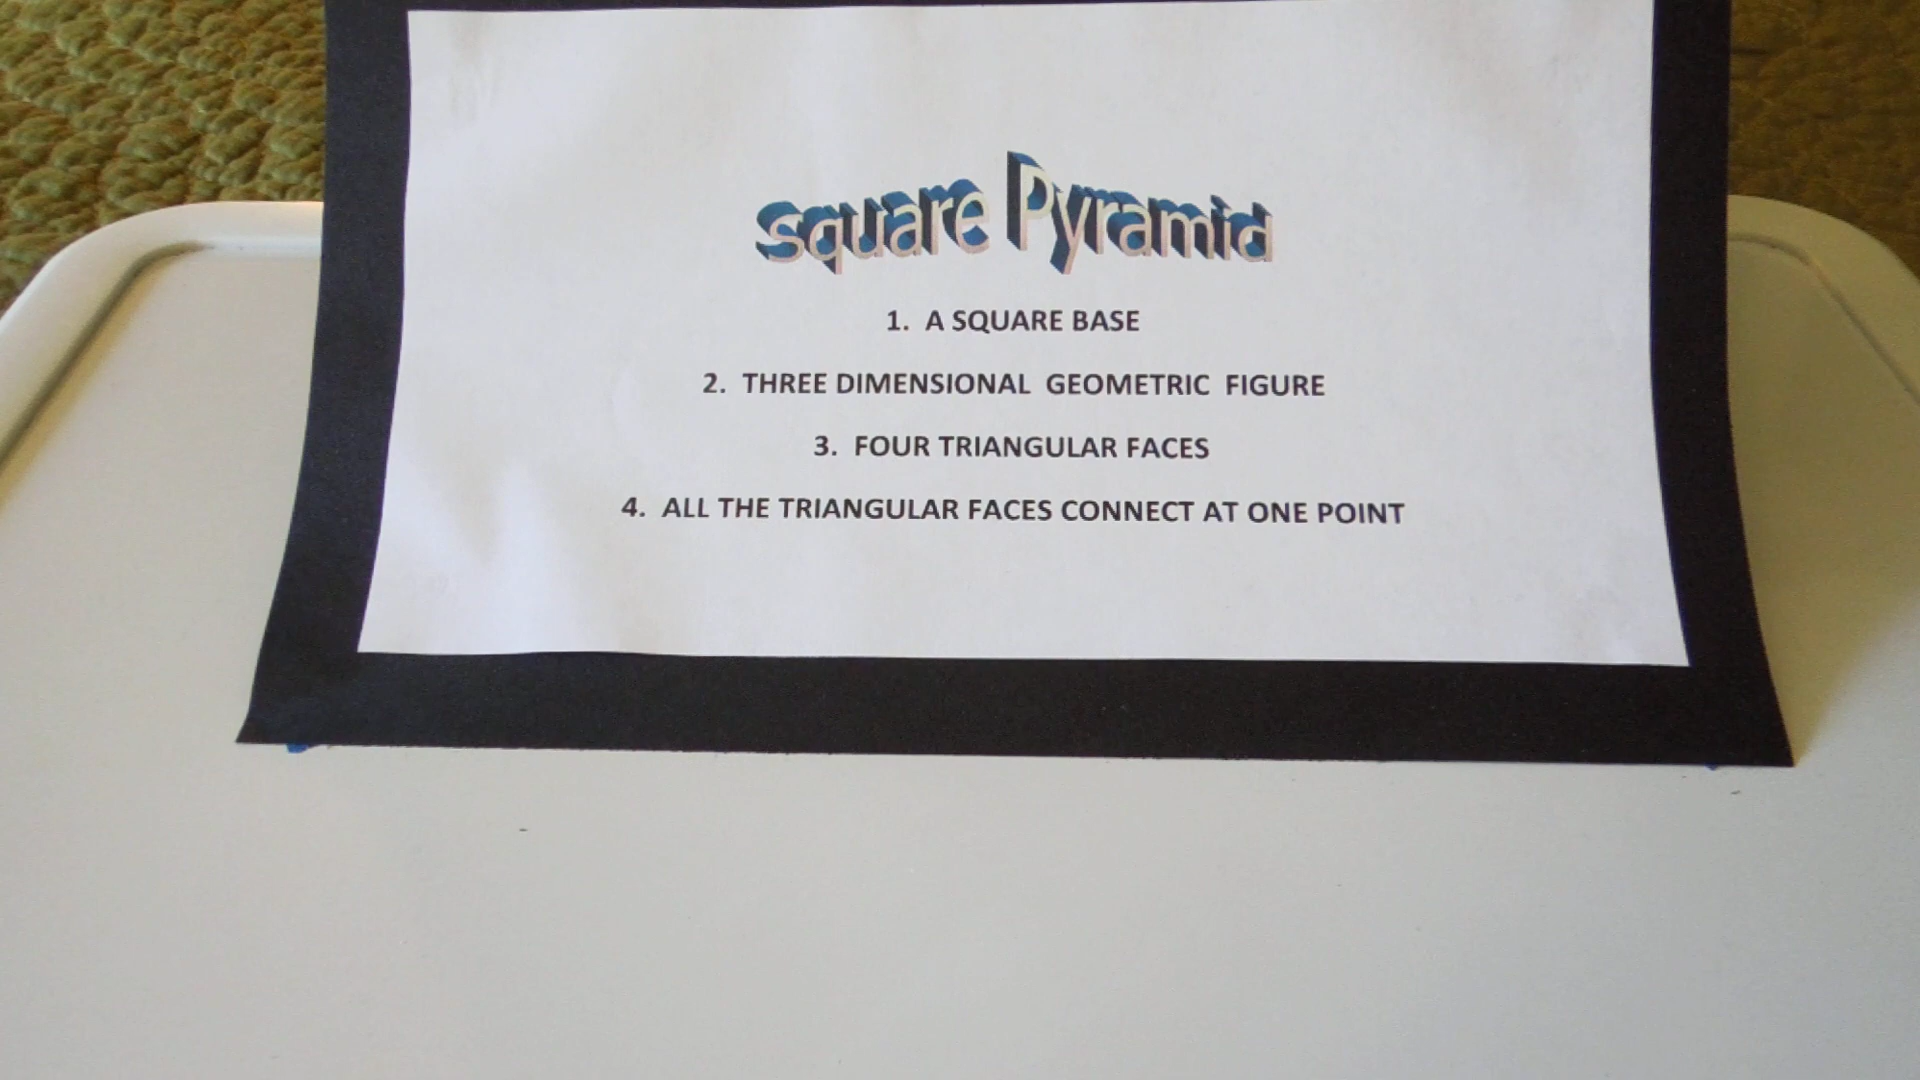 Square Pyramid
1. A SQUARE BASE
2. THREE DIMENSIONAL GEOMETRIC FIGURE
3. FOUR TRIANGULAR FACES
4. ALL THE TRIANGULAR FACES CONNECT AT ONE POINT